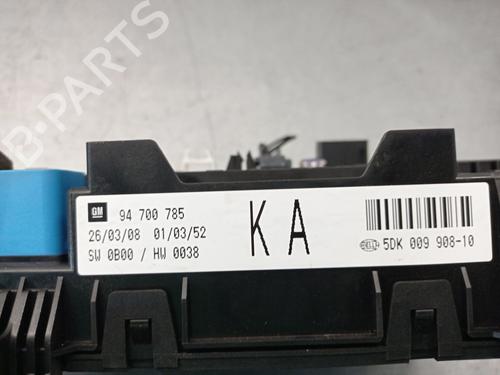 B-PARTS
GM 94 700 785
26/03/08 01/03/52
SW 0B00 / HW 0038
KA
HELLA 5DK 009 908-10